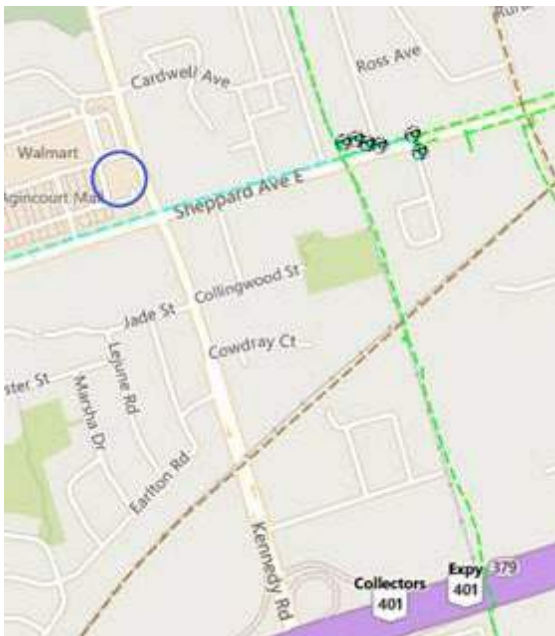 Cardwell Ave
Ross Ave
Walmart
Agincourt Mall
Sheppard Ave E
Collingwood St
Jade St
Cowdray Ct
Lejune Rd
ster St
Marsha Dr
Earlton Rd
Kennedy Rd
Collectors
401
Expy
401
379